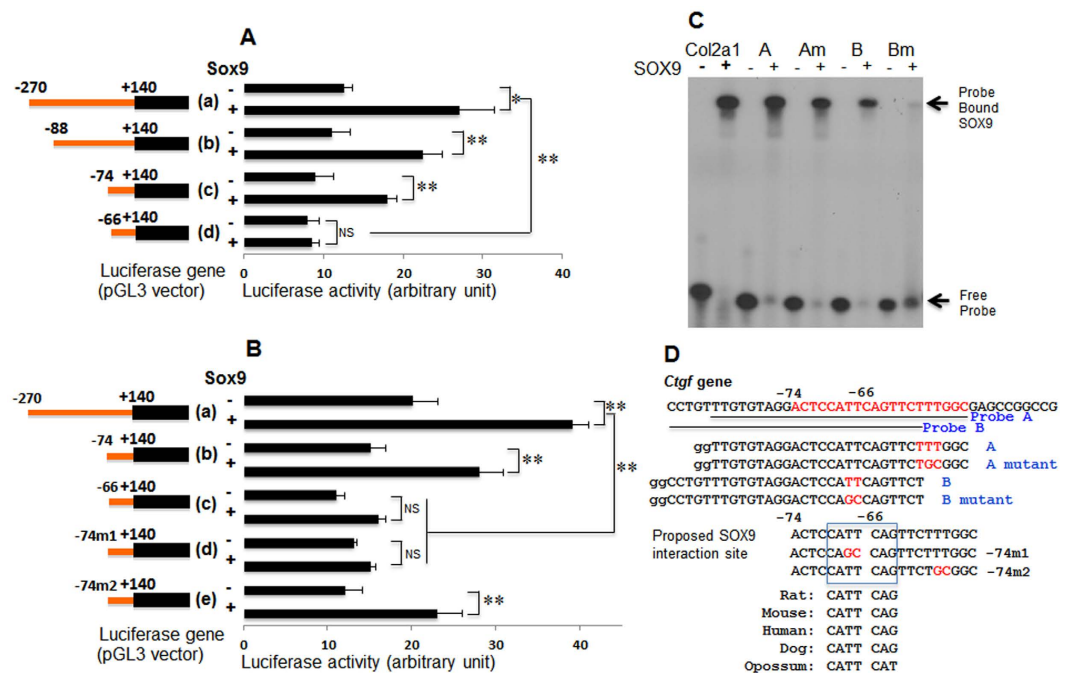 A
Sox9
-270 +140 (a) - +
*
-88 +140 (b) - +
**
**
-74 +140 (c) - +
**
-66 +140 (d) - +
NS
0 10 20 30 40
Luciferase gene
(pGL3 vector)
Luciferase activity (arbitrary unit)
B
Sox9
-270 +140 (a) - +
**
-74 +140 (b) - +
**
**
-66 +140 (c) - +
NS
-74m1 +140 (d) - +
NS
-74m2 +140 (e) - +
**
0 10 20 30 40
Luciferase gene
(pGL3 vector)
Luciferase activity (arbitrary unit)
C
Col2a1 A Am B Bm
SOX9 - + - + - + - + - +
Probe
Bound
SOX9
Free
Probe
D
Ctgf gene
-74 -66
CCTGTTTGTGTAGGACTCCATTCAGTTCTTTGGCGAGCCGGCCG
Probe A
Probe B
ggTTGTGTAGGACTCCATTCAGTTCTTTGGC A
ggTTGTGTAGGACTCCATTCAGTTCTGCGGC A mutant
ggCCTGTTTGTGTAGGACTCCATTCAGTTCT B
ggCCTGTTTGTGTAGGACTCCAGCCAGTTCT B mutant
-74 -66
Proposed SOX9
interaction site
ACTCCATT CAGTTCTTTGGC
ACTCCAGC CAGTTCTTTGGC -74m1
ACTCCATT CAGTTCTGCGGC -74m2
Rat: CATT CAG
Mouse: CATT CAG
Human: CATT CAG
Dog: CATT CAG
Opossum: CATT CAT